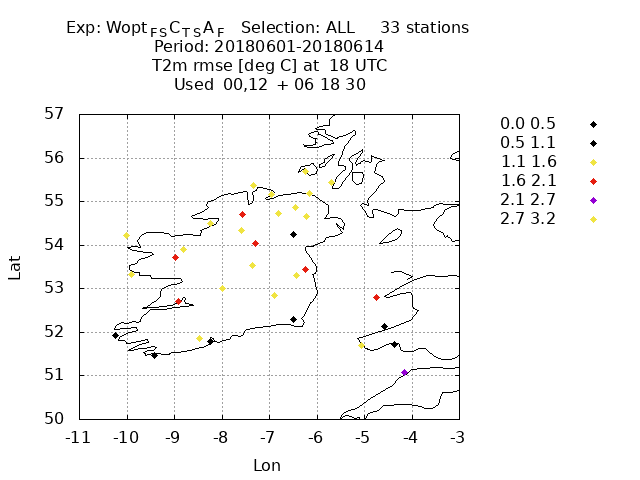 Exp: Wopt_FS C_TS A_F Selection: ALL 33 stations
Period: 20180601-20180614
T2m rmse [deg C] at 18 UTC
Used 00,12 + 06 18 30
57
56
55
54
53
52
51
50
-11 -10 -9 -8 -7 -6 -5 -4 -3
Lat
Lon
0.0 0.5
0.5 1.1
1.1 1.6
1.6 2.1
2.1 2.7
2.7 3.2